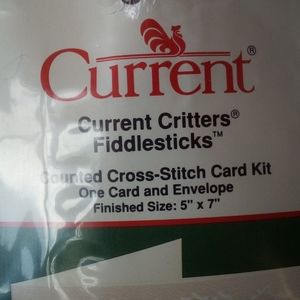 Current®
Current Critters®
Fiddlesticks™
Counted Cross-Stitch Card Kit
One Card and Envelope
Finished Size: 5" x 7"